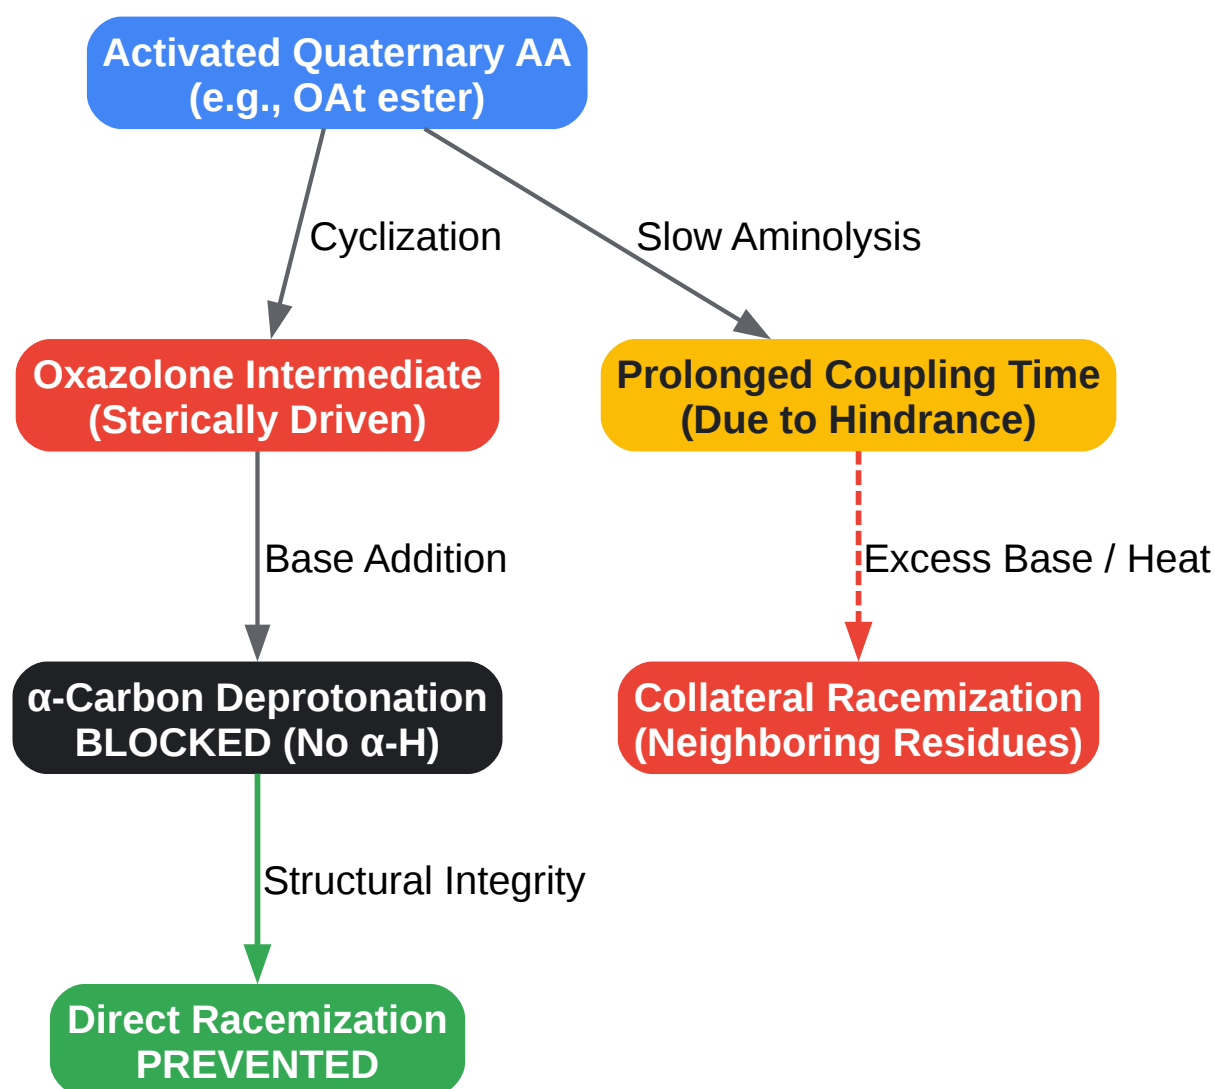 Activated Quaternary AA
(e.g., OAt ester)
Cyclization
Slow Aminolysis
Oxazolone Intermediate
(Sterically Driven)
Prolonged Coupling Time
(Due to Hindrance)
Base Addition
Excess Base / Heat
α-Carbon Deprotonation
BLOCKED (No α-H)
Collateral Racemization
(Neighboring Residues)
Structural Integrity
Direct Racemization
PREVENTED